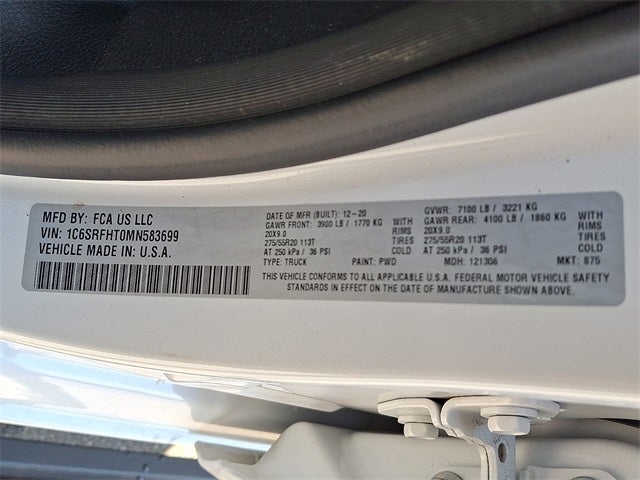 MFD BY: FCA US LLC
VIN: 1C6SRFHT0MN583699
VEHICLE MADE IN: U.S.A.
DATE OF MFR (BUILT): 12-20 GVWR: 7100 LB / 3221 KG
GAWR FRONT: 3900 LB / 1770 KG WITH GAWR REAR: 4100 LB / 1860 KG WITH
20X9.0 RIMS 20X9.0 RIMS
275/55R20 113T TIRES 275/55R20 113T TIRES
AT 250 kPa / 36 PSI COLD AT 250 kPa / 36 PSI COLD
TYPE: TRUCK PAINT: PWD MDH: 121306 MKT: 875
THIS VEHICLE CONFORMS TO ALL APPLICABLE U.S.A. FEDERAL MOTOR VEHICLE SAFETY
STANDARDS IN EFFECT ON THE DATE OF MANUFACTURE SHOWN ABOVE.